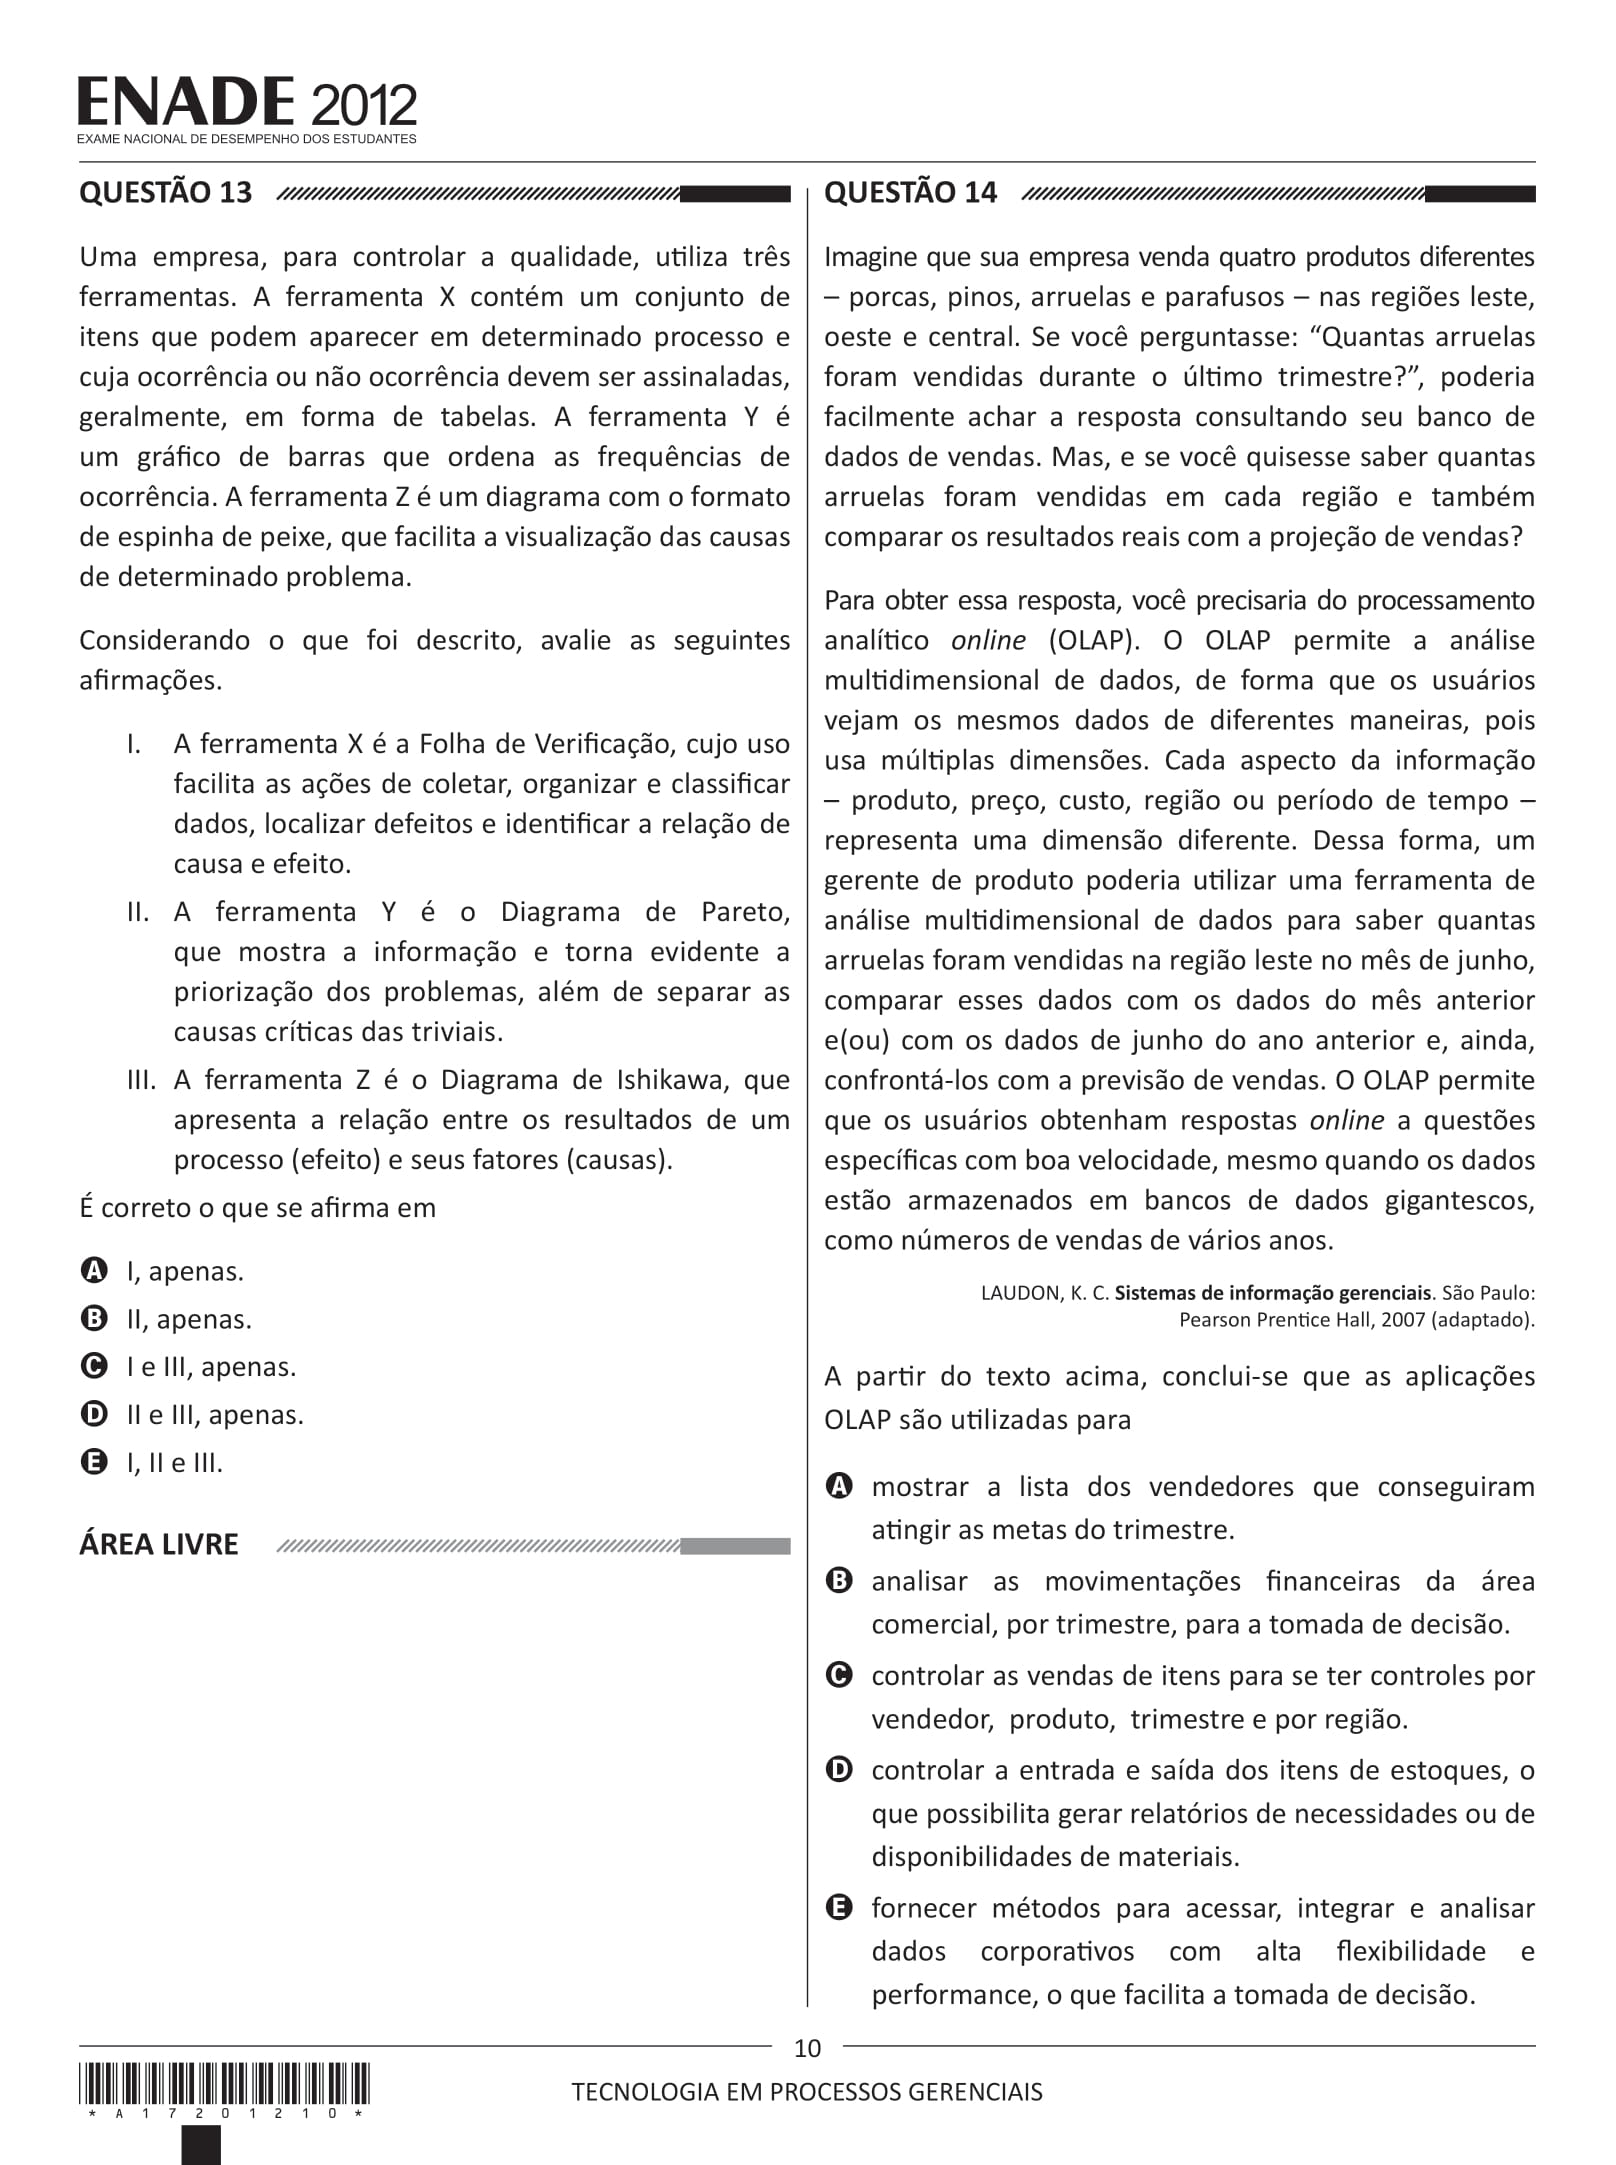 ENADE 2012
EXAME NACIONAL DE DESEMPENHO DOS ESTUDANTES
QUESTÃO 13
Uma empresa, para controlar a qualidade, utiliza três
ferramentas. A ferramenta X contém um conjunto de
itens que podem aparecer em determinado processo e
cuja ocorrência ou não ocorrência devem ser assinaladas,
geralmente, em forma de tabelas. A ferramenta Y é
um gráfico de barras que ordena as frequências de
ocorrência. A ferramenta Z é um diagrama com o formato
de espinha de peixe, que facilita a visualização das causas
de determinado problema.
Considerando o que foi descrito, avalie as seguintes
afirmações.
I. A ferramenta X é a Folha de Verificação, cujo uso
facilita as ações de coletar, organizar e classificar
dados, localizar defeitos e identificar a relação de
causa e efeito.
II. A ferramenta Y é o Diagrama de Pareto,
que mostra a informação e torna evidente a
priorização dos problemas, além de separar as
causas críticas das triviais.
III. A ferramenta Z é o Diagrama de Ishikawa, que
apresenta a relação entre os resultados de um
processo (efeito) e seus fatores (causas).
É correto o que se afirma em
A I, apenas.
B II, apenas.
C I e III, apenas.
D II e III, apenas.
E I, II e III.
ÁREA LIVRE
QUESTÃO 14
Imagine que sua empresa venda quatro produtos diferentes
– porcas, pinos, arruelas e parafusos – nas regiões leste,
oeste e central. Se você perguntasse: “Quantas arruelas
foram vendidas durante o último trimestre?”, poderia
facilmente achar a resposta consultando seu banco de
dados de vendas. Mas, e se você quisesse saber quantas
arruelas foram vendidas em cada região e também
comparar os resultados reais com a projeção de vendas?
Para obter essa resposta, você precisaria do processamento
analítico online (OLAP). O OLAP permite a análise
multidimensional de dados, de forma que os usuários
vejam os mesmos dados de diferentes maneiras, pois
usa múltiplas dimensões. Cada aspecto da informação
– produto, preço, custo, região ou período de tempo –
representa uma dimensão diferente. Dessa forma, um
gerente de produto poderia utilizar uma ferramenta de
análise multidimensional de dados para saber quantas
arruelas foram vendidas na região leste no mês de junho,
comparar esses dados com os dados do mês anterior
e(ou) com os dados de junho do ano anterior e, ainda,
confrontá-los com a previsão de vendas. O OLAP permite
que os usuários obtenham respostas online a questões
específicas com boa velocidade, mesmo quando os dados
estão armazenados em bancos de dados gigantescos,
como números de vendas de vários anos.
LAUDON, K. C. Sistemas de informação gerenciais. São Paulo:
Pearson Prentice Hall, 2007 (adaptado).
A partir do texto acima, conclui-se que as aplicações
OLAP são utilizadas para
A mostrar a lista dos vendedores que conseguiram
atingir as metas do trimestre.
B analisar as movimentações financeiras da área
comercial, por trimestre, para a tomada de decisão.
C controlar as vendas de itens para se ter controles por
vendedor, produto, trimestre e por região.
D controlar a entrada e saída dos itens de estoques, o
que possibilita gerar relatórios de necessidades ou de
disponibilidades de materiais.
E fornecer métodos para acessar, integrar e analisar
dados corporativos com alta flexibilidade e
performance, o que facilita a tomada de decisão.
10
TECNOLOGIA EM PROCESSOS GERENCIAIS
* A 1 7 2 0 1 2 1 0 *